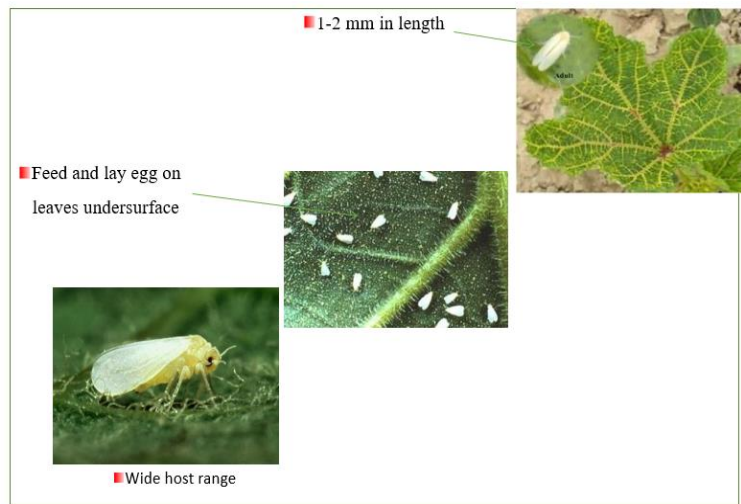 1-2 mm in length
Adult
Feed and lay egg on
leaves undersurface
Wide host range